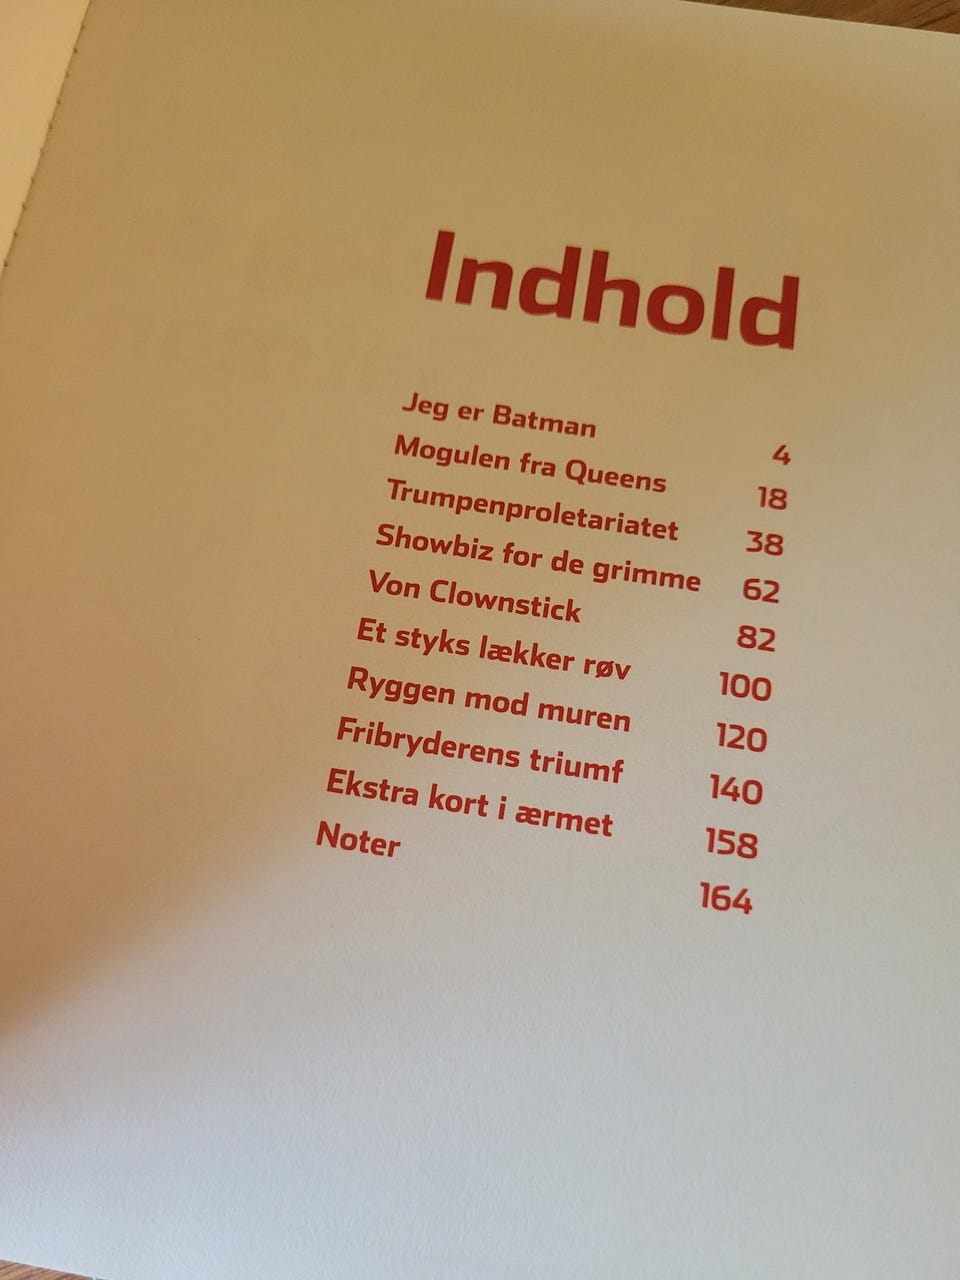 Indhold
Jeg er Batman 4
Mogulen fra Queens 18
Trumpenproletariatet 38
Showbiz for de grimme 62
Von Clownstick 82
Et styks lækker røv 100
Ryggen mod muren 120
Fribryderens triumf 140
Ekstra kort i ærmet 158
Noter 164